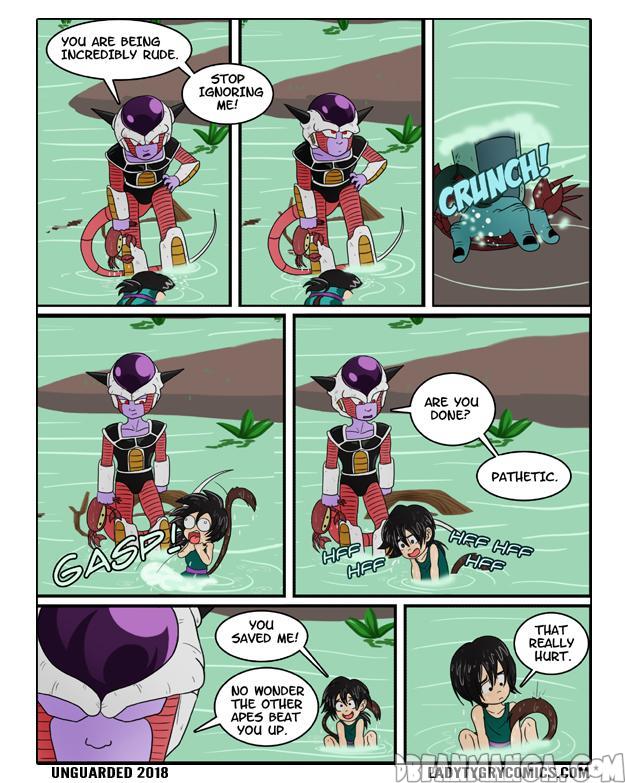 YOU ARE BEING
INCREDIBLY RUDE.
STOP
IGNORING
ME!
CRUNCH!
GASP!
ARE YOU
DONE?
PATHETIC.
HFF
HFF
HFF HFF
HFF
YOU
SAVED ME!
NO WONDER
THE OTHER
APES BEAT
YOU UP.
THAT
REALLY
HURT.
UNGUARDED 2018
LADYTYGRYCOMICS.COM
DBFANMANGA.COM